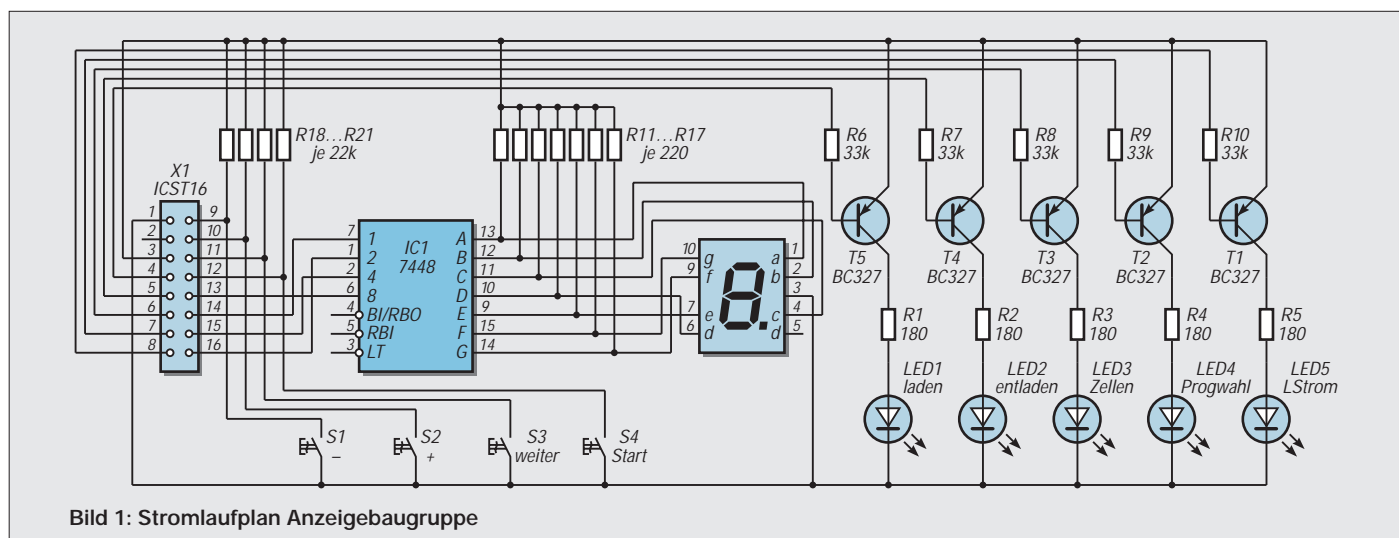 R18...R21
je 22k
R11...R17
je 220
R6
33k
R7
33k
R8
33k
R9
33k
R10
33k
X1
ICST16
1 9
2 10
3 11
4 12
5 13
6 14
7 15
8 16
IC1
7448
7 1 A 13
1 2 B 12
2 4 C 11
6 8 D 10
4 BI/RBO E 9
5 RBI F 15
3 LT G 14
10 g a 1
9 f b 2
3
7 e c 4
6 d d 5
8.
T5
BC327
T4
BC327
T3
BC327
T2
BC327
T1
BC327
R1
180
R2
180
R3
180
R4
180
R5
180
LED1
laden
LED2
entladen
LED3
Zellen
LED4
Progwahl
LED5
LStrom
S1
–
S2
+
S3
weiter
S4
Start
Bild 1: Stromlaufplan Anzeigebaugruppe